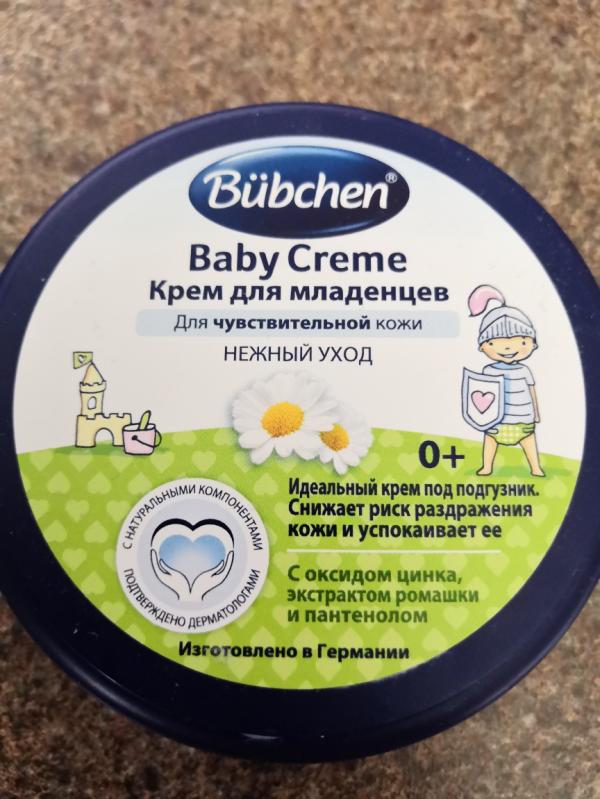 Bübchen®
Baby Creme
Крем для младенцев
Для чувствительной кожи
НЕЖНЫЙ УХОД
0+
Идеальный крем под подгузник.
Снижает риск раздражения
кожи и успокаивает ее
С НАТУРАЛЬНЫМИ КОМПОНЕНТАМИ
ПОДТВЕРЖДЕНО ДЕРМАТОЛОГАМИ
С оксидом цинка,
экстрактом ромашки
и пантенолом
Изготовлено в Германии